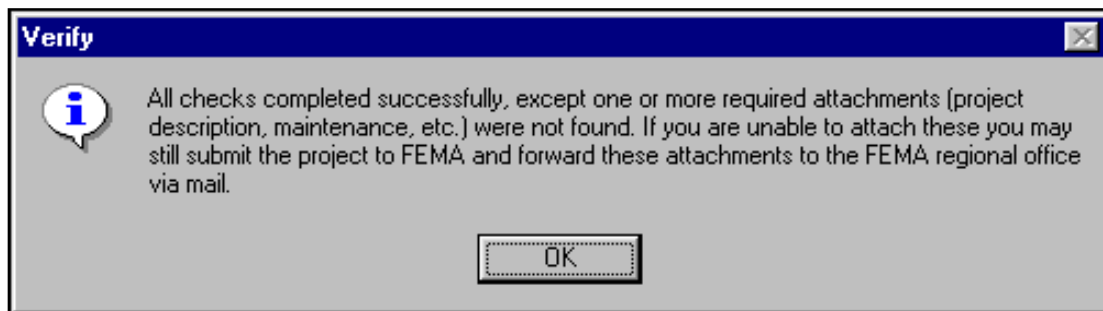 Verify
All checks completed successfully, except one or more required attachments (project
description, maintenance, etc.) were not found. If you are unable to attach these you may
still submit the project to FEMA and forward these attachments to the FEMA regional office
via mail.
OK